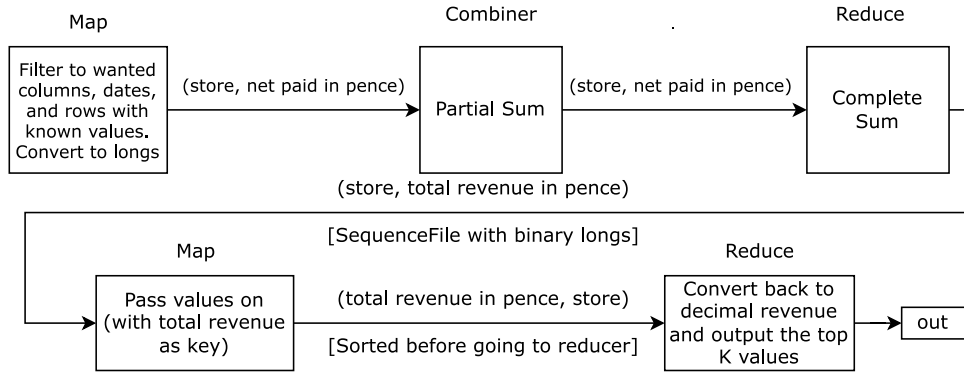 Map
Combiner
Reduce
Filter to wanted
columns, dates,
and rows with
known values.
Convert to longs
(store, net paid in pence)
Partial Sum
(store, net paid in pence)
Complete
Sum
(store, total revenue in pence)
[SequenceFile with binary longs]
Map
Reduce
Pass values on
(with total revenue
as key)
(total revenue in pence, store)
[Sorted before going to reducer]
Convert back to
decimal revenue
and output the top
K values
out